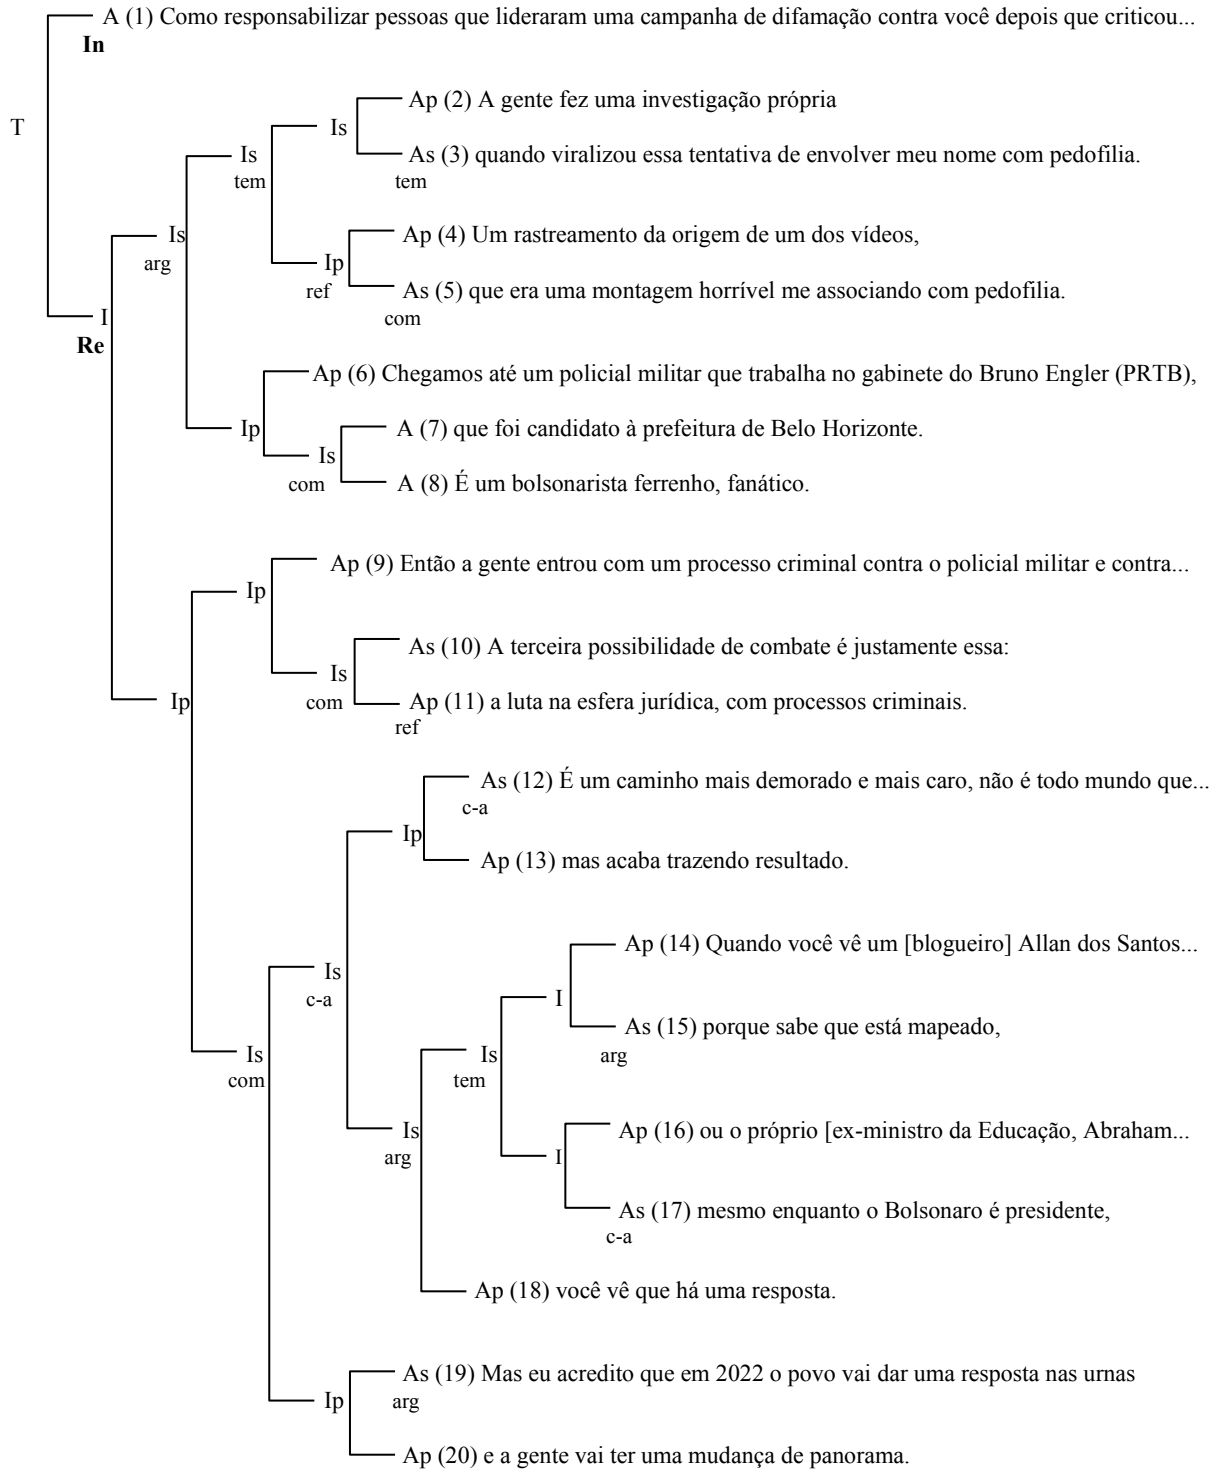 A (1) Como responsabilizar pessoas que lideraram uma campanha de difamação contra você depois que criticou...
In
Ap (2) A gente fez uma investigação própria
T
Is
Is
tem
As (3) quando viralizou essa tentativa de envolver meu nome com pedofilia.
tem
Is
arg
Ap (4) Um rastreamento da origem de um dos vídeos,
Ip
ref
As (5) que era uma montagem horrível me associando com pedofilia.
com
I
Re
Ap (6) Chegamos até um policial militar que trabalha no gabinete do Bruno Engler (PRTB),
Ip
A (7) que foi candidato à prefeitura de Belo Horizonte.
Is
com
A (8) É um bolsonarista ferrenho, fanático.
Ap (9) Então a gente entrou com um processo criminal contra o policial militar e contra...
Ip
As (10) A terceira possibilidade de combate é justamente essa:
Is
com
Ap (11) a luta na esfera jurídica, com processos criminais.
ref
Ip
As (12) É um caminho mais demorado e mais caro, não é todo mundo que...
c-a
Ip
Ap (13) mas acaba trazendo resultado.
Ap (14) Quando você vê um [blogueiro] Allan dos Santos...
Is
c-a
I
As (15) porque sabe que está mapeado,
arg
Is
com
Is
tem
Ap (16) ou o próprio [ex-ministro da Educação, Abraham...
Is
arg
I
As (17) mesmo enquanto o Bolsonaro é presidente,
c-a
Ap (18) você vê que há uma resposta.
As (19) Mas eu acredito que em 2022 o povo vai dar uma resposta nas urnas
arg
Ip
Ap (20) e a gente vai ter uma mudança de panorama.